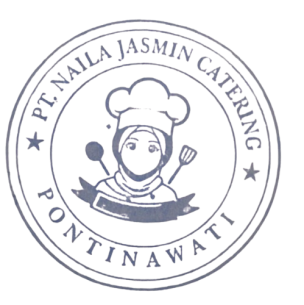 PT. NAILA JASMIN CATERING
PONTINAWATI